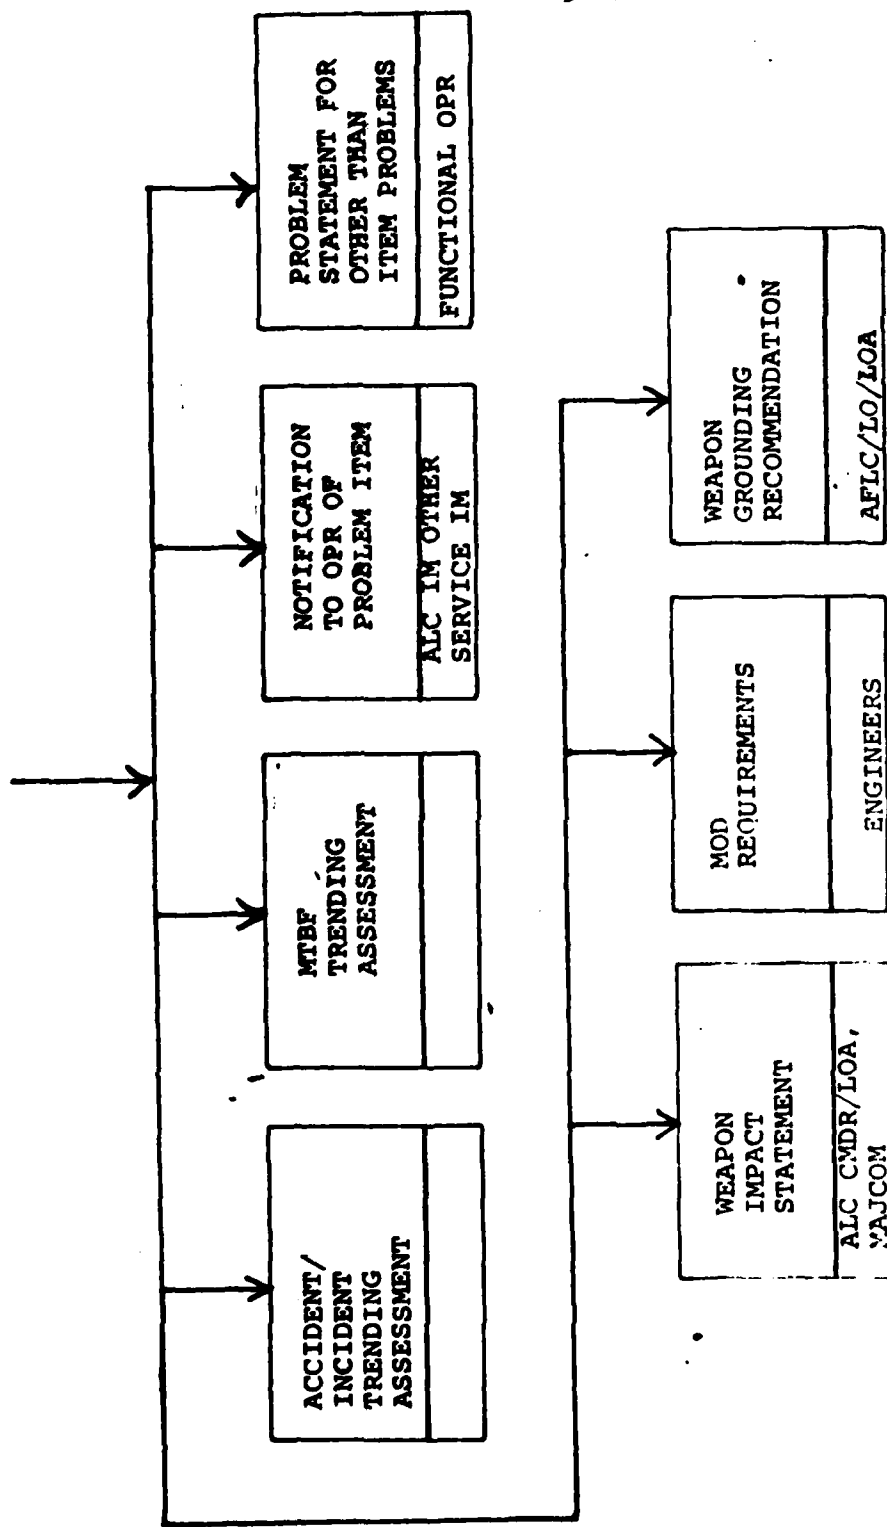 ACCIDENT/
INCIDENT
TRENDING
ASSESSMENT
MTBF
TRENDING
ASSESSMENT
NOTIFICATION
TO OPR OF
PROBLEM ITEM
ALC IM OTHER
SERVICE IM
PROBLEM
STATEMENT FOR
OTHER THAN
ITEM PROBLEMS
FUNCTIONAL OPR
WEAPON
IMPACT
STATEMENT
ALC CMDR/LOA,
MAJCOM
MOD
REQUIREMENTS
ENGINEERS
WEAPON
GROUNDING
RECOMMENDATION
AFLC/LO/LOA